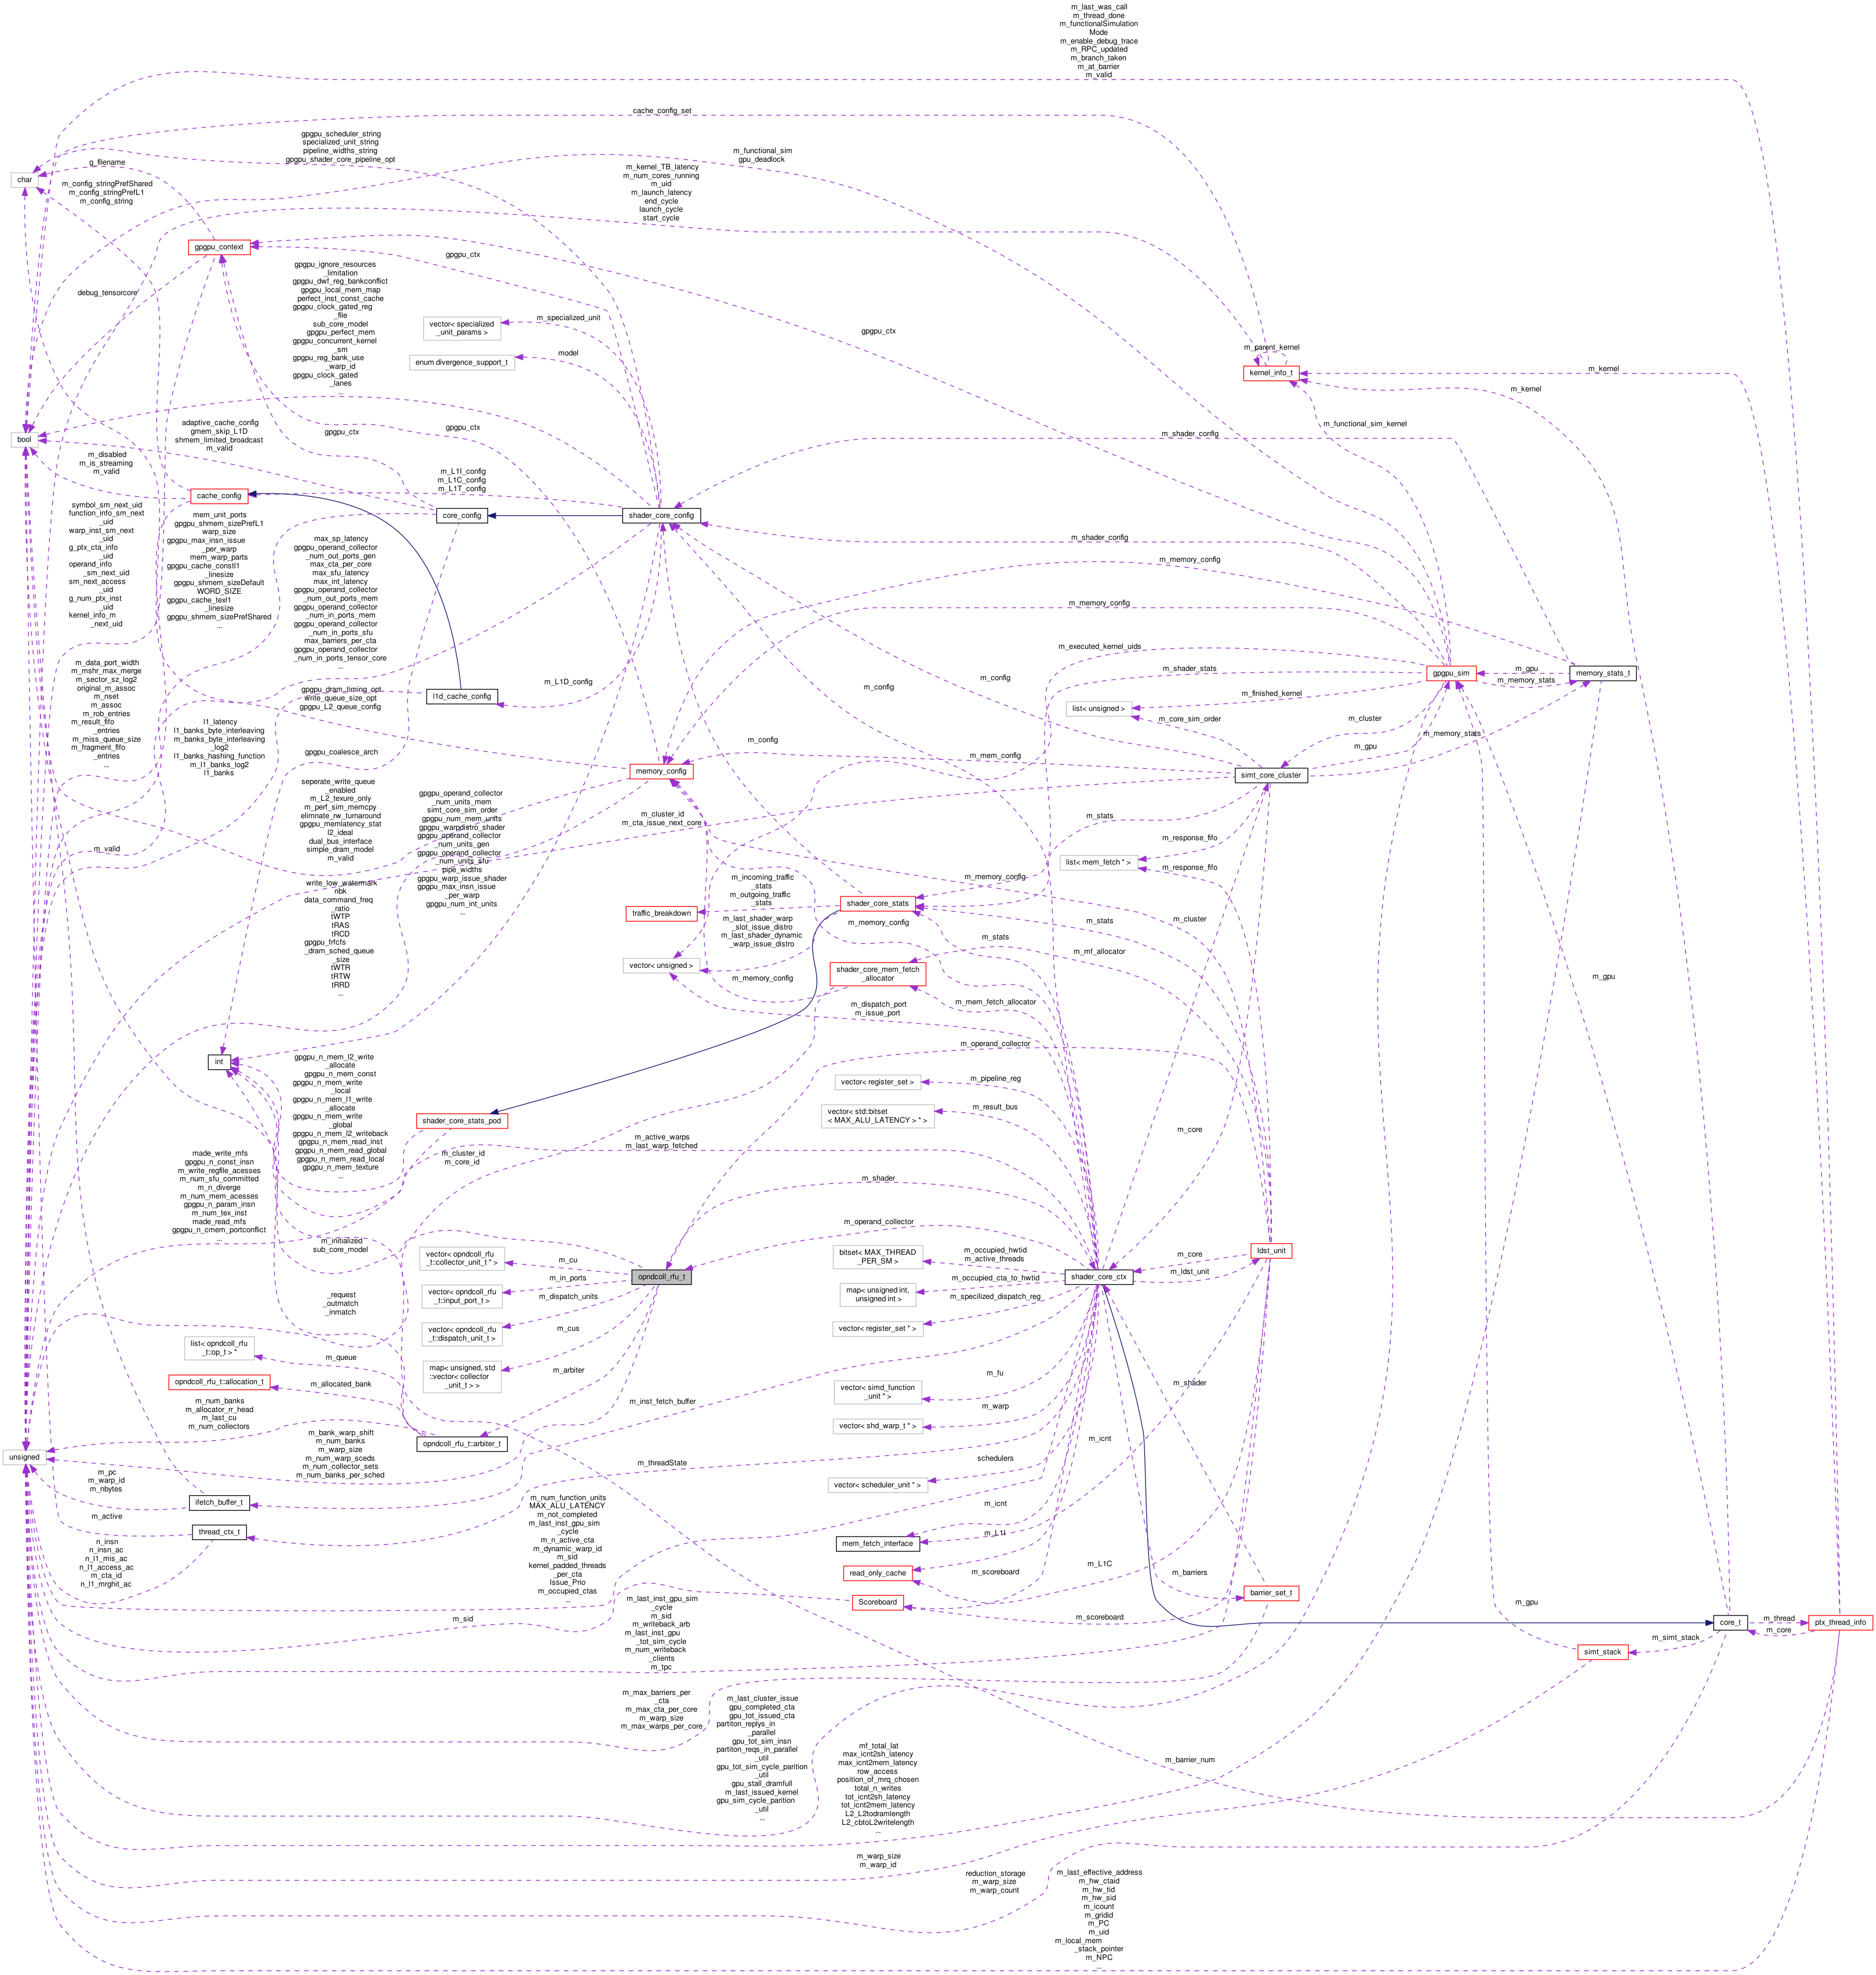 m_last_was_call
m_thread_done
m_functionalSimulation
Mode
m_enable_debug_trace
m_RPC_updated
m_branch_taken
m_at_barrier
m_valid
cache_config_set
gpgpu_scheduler_string
specialized_unit_string
pipeline_widths_string
gpgpu_shader_core_pipeline_opt
m_functional_sim
gpu_deadlock
g_filename
m_kernel_TB_latency
m_num_cores_running
m_uid
m_launch_latency
end_cycle
launch_cycle
start_cycle
char
m_config_stringPrefShared
m_config_stringPrefL1
m_config_string
gpgpu_context
gpgpu_ctx
debug_tensorcore
gpgpu_ignore_resources
_limitation
gpgpu_dwf_reg_bankconflict
gpgpu_local_mem_map
perfect_inst_const_cache
gpgpu_clock_gated_reg
_file
sub_core_model
gpgpu_perfect_mem
gpgpu_concurrent_kernel
_sm
gpgpu_reg_bank_use
_warp_id
gpgpu_clock_gated
_lanes
...
vector< specialized
_unit_params >
m_specialized_unit
enum divergence_support_t
model
gpgpu_ctx
m_parent_kernel
kernel_info_t
m_kernel
m_kernel
m_functional_sim_kernel
bool
adaptive_cache_config
gmem_skip_L1D
shmem_limited_broadcast
m_valid
gpgpu_ctx
gpgpu_ctx
m_shader_config
m_disabled
m_is_streaming
m_valid
m_L1I_config
m_L1C_config
m_L1T_config
cache_config
core_config
shader_core_config
symbol_sm_next_uid
function_info_sm_next
_uid
warp_inst_sm_next
_uid
g_ptx_cta_info
_uid
operand_info
_sm_next_uid
sm_next_access
_uid
g_num_ptx_inst
_uid
kernel_info_m
_next_uid
mem_unit_ports
gpgpu_shmem_sizePrefL1
warp_size
gpgpu_max_insn_issue
_per_warp
mem_warp_parts
gpgpu_cache_constl1
_linesize
gpgpu_shmem_sizeDefault
WORD_SIZE
gpgpu_cache_texl1
_linesize
gpgpu_shmem_sizePrefShared
...
max_sp_latency
gpgpu_operand_collector
_num_out_ports_gen
max_cta_per_core
max_sfu_latency
max_int_latency
gpgpu_operand_collector
_num_out_ports_mem
gpgpu_operand_collector
_num_in_ports_mem
gpgpu_operand_collector
_num_in_ports_sfu
max_barriers_per_cta
gpgpu_operand_collector
_num_in_ports_tensor_core
...
m_shader_config
m_memory_config
m_memory_config
m_executed_kernel_uids
m_shader_stats
gpgpu_sim
m_gpu
m_memory_stats
memory_stats_t
m_finished_kernel
list< unsigned >
m_core_sim_order
m_cluster
m_gpu
m_memory_stats
m_data_port_width
m_mshr_max_merge
m_sector_sz_log2
original_m_assoc
m_nset
m_assoc
m_rob_entries
m_result_fifo
_entries
m_miss_queue_size
m_fragment_fifo
_entries
...
l1d_cache_config
m_L1D_config
gpgpu_dram_timing_opt
write_queue_size_opt
gpgpu_L2_queue_config
m_config
m_config
l1_latency
l1_banks_byte_interleaving
m_banks_byte_interleaving
_log2
l1_banks_hashing_function
m_l1_banks_log2
l1_banks
gpgpu_coalesce_arch
m_config
m_mem_config
memory_config
simt_core_cluster
seperate_write_queue
_enabled
m_L2_texure_only
m_perf_sim_memcpy
elimnate_rw_turnaround
gpgpu_memlatency_stat
l2_ideal
dual_bus_interface
simple_dram_model
m_valid
gpgpu_operand_collector
_num_units_mem
simt_core_sim_order
gpgpu_num_mem_units
gpgpu_warpdistro_shader
gpgpu_operand_collector
_num_units_gen
gpgpu_operand_collector
_num_units_sfu
pipe_widths
gpgpu_warp_issue_shader
gpgpu_max_insn_issue
_per_warp
gpgpu_num_int_units
...
m_cluster_id
m_cta_issue_next_core
m_stats
m_response_fifo
list< mem_fetch * >
m_response_fifo
m_valid
write_low_watermark
nbk
data_command_freq
_ratio
tWTP
tRAS
tRCD
gpgpu_frfcfs
_dram_sched_queue
_size
tWTR
tRTW
tRRD
...
m_incoming_traffic
_stats
m_outgoing_traffic
_stats
m_memory_config
traffic_breakdown
shader_core_stats
m_last_shader_warp
_slot_issue_distro
m_last_shader_dynamic
_warp_issue_distro
m_memory_config
m_stats
m_cluster
m_stats
m_mf_allocator
vector< unsigned >
shader_core_mem_fetch
_allocator
m_memory_config
m_gpu
m_dispatch_port
m_issue_port
m_mem_fetch_allocator
m_operand_collector
int
gpgpu_n_mem_l2_write
_allocate
gpgpu_n_mem_const
gpgpu_n_mem_write
_local
gpgpu_n_mem_l1_write
_allocate
gpgpu_n_mem_write
_global
gpgpu_n_mem_l2_writeback
gpgpu_n_mem_read_inst
gpgpu_n_mem_read_global
gpgpu_n_mem_read_local
gpgpu_n_mem_texture
...
vector< register_set >
m_pipeline_reg
vector< std::bitset
< MAX_ALU_LATENCY > * >
m_result_bus
shader_core_stats_pod
m_active_warps
m_last_warp_fetched
m_core
m_cluster_id
m_core_id
made_write_mfs
gpgpu_n_const_insn
m_write_regfile_acesses
m_num_sfu_committed
m_n_diverge
m_num_mem_acesses
gpgpu_n_param_insn
m_num_tex_inst
made_read_mfs
gpgpu_n_cmem_portconflict
...
m_shader
m_initialized
sub_core_model
m_operand_collector
vector< opndcoll_rfu
_t::collector_unit_t * >
m_cu
opndcoll_rfu_t
bitset< MAX_THREAD
_PER_SM >
m_occupied_hwtid
m_active_threads
shader_core_ctx
m_core
m_ldst_unit
ldst_unit
vector< opndcoll_rfu
_t::input_port_t >
m_in_ports
map< unsigned int,
unsigned int >
m_occupied_cta_to_hwtid
_request
_outmatch
_inmatch
m_dispatch_units
vector< opndcoll_rfu
_t::dispatch_unit_t >
m_cus
vector< register_set * >
m_specilized_dispatch_reg
list< opndcoll_rfu
_t::op_t > *
m_queue
map< unsigned, std
::vector< collector
_unit_t > >
m_arbiter
opndcoll_rfu_t::allocation_t
m_allocated_bank
vector< simd_function
_unit * >
m_fu
m_shader
m_inst_fetch_buffer
m_num_banks
m_allocator_rr_head
m_last_cu
m_num_collectors
vector< shd_warp_t * >
m_warp
m_bank_warp_shift
m_num_banks
m_warp_size
m_num_warp_sceds
m_num_collector_sets
m_num_banks_per_sched
opndcoll_rfu_t::arbiter_t
m_icnt
unsigned
m_threadState
schedulers
vector< scheduler_unit * >
m_pc
m_warp_id
m_nbytes
ifetch_buffer_t
m_icnt
m_active
thread_ctx_t
m_num_function_units
MAX_ALU_LATENCY
m_not_completed
m_last_inst_gpu_sim
_cycle
m_n_active_cta
m_dynamic_warp_id
m_sid
kernel_padded_threads
_per_cta
Issue_Prio
m_occupied_ctas
...
mem_fetch_interface
m_L1I
n_insn
n_insn_ac
n_l1_mis_ac
n_l1_access_ac
m_cta_id
n_l1_mrghit_ac
read_only_cache
m_L1C
m_scoreboard
m_barriers
barrier_set_t
Scoreboard
m_scoreboard
m_sid
m_last_inst_gpu_sim
_cycle
m_sid
m_writeback_arb
m_last_inst_gpu
_tot_sim_cycle
m_num_writeback
_clients
m_tpc
m_gpu
core_t
m_thread
m_core
ptx_thread_info
m_simt_stack
simt_stack
m_max_barriers_per
_cta
m_max_cta_per_core
m_warp_size
m_max_warps_per_core
m_last_cluster_issue
gpu_completed_cta
gpu_tot_issued_cta
partiton_replys_in
_parallel
gpu_tot_sim_insn
partiton_reqs_in_parallel
_util
gpu_tot_sim_cycle_parition
_util
gpu_stall_dramfull
m_last_issued_kernel
gpu_sim_cycle_parition
_util
...
m_barrier_num
mf_total_lat
max_icnt2sh_latency
max_icnt2mem_latency
row_access
position_of_mrq_chosen
total_n_writes
tot_icnt2sh_latency
tot_icnt2mem_latency
L2_L2todramlength
L2_cbtoL2writelength
...
m_warp_size
m_warp_id
reduction_storage
m_warp_size
m_warp_count
m_last_effective_address
m_hw_ctaid
m_hw_tid
m_hw_sid
m_icount
m_gridid
m_PC
m_uid
m_local_mem
_stack_pointer
m_NPC
...